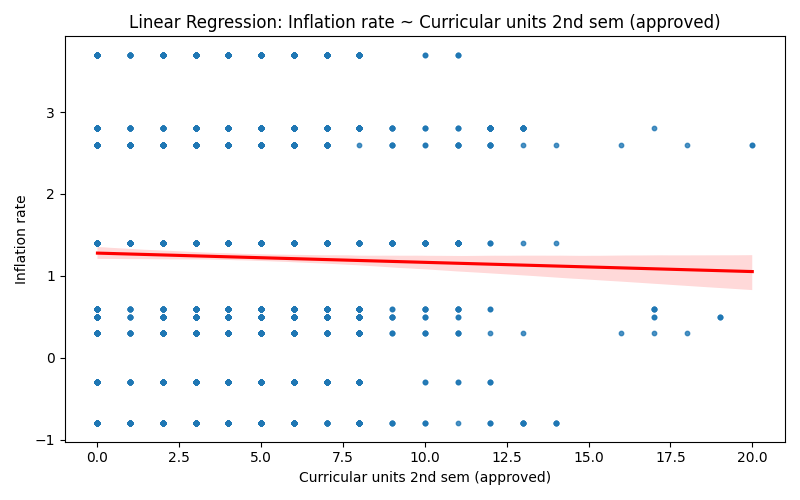 Linear Regression: Inflation rate ~ Curricular units 2nd sem (approved)
Inflation rate
3
2
1
0
−1
0.0 2.5 5.0 7.5 10.0 12.5 15.0 17.5 20.0
Curricular units 2nd sem (approved)